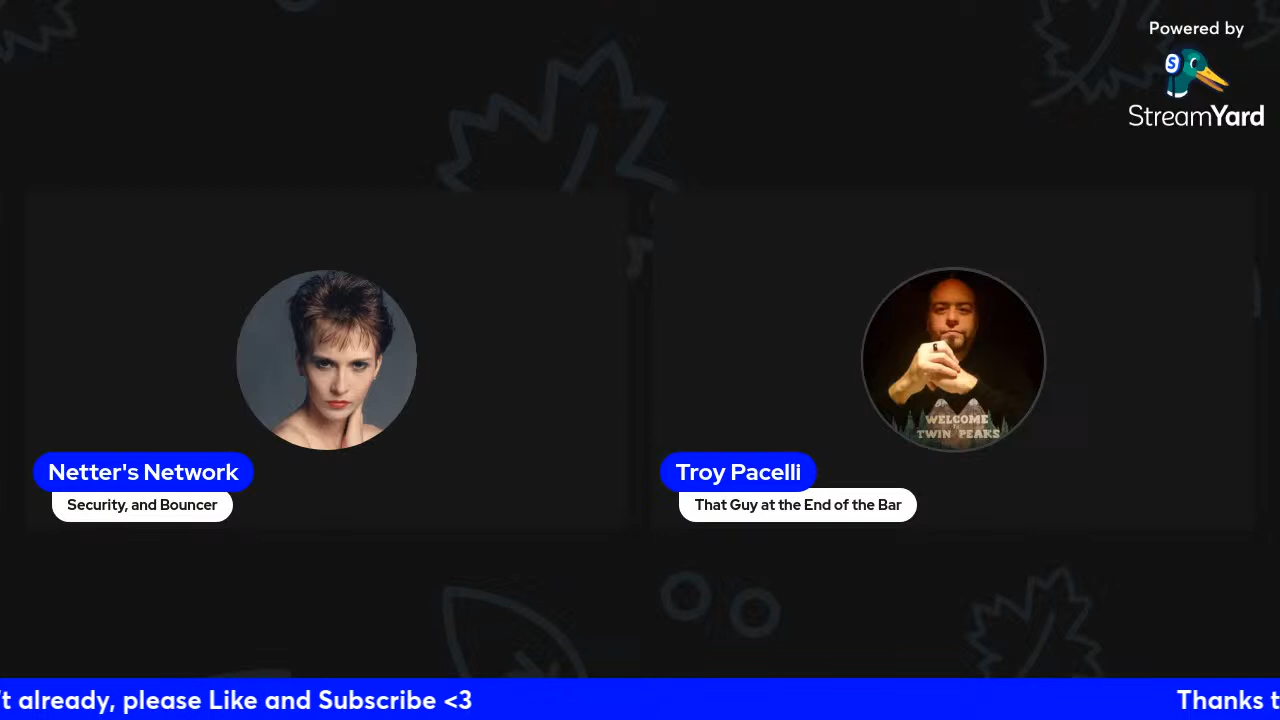 Powered by
S
StreamYard
WELCOME
TWIN PEAKS
Netter's Network
Security, and Bouncer
Troy Pacelli
That Guy at the End of the Bar
't already, please Like and Subscribe <3
Thanks t